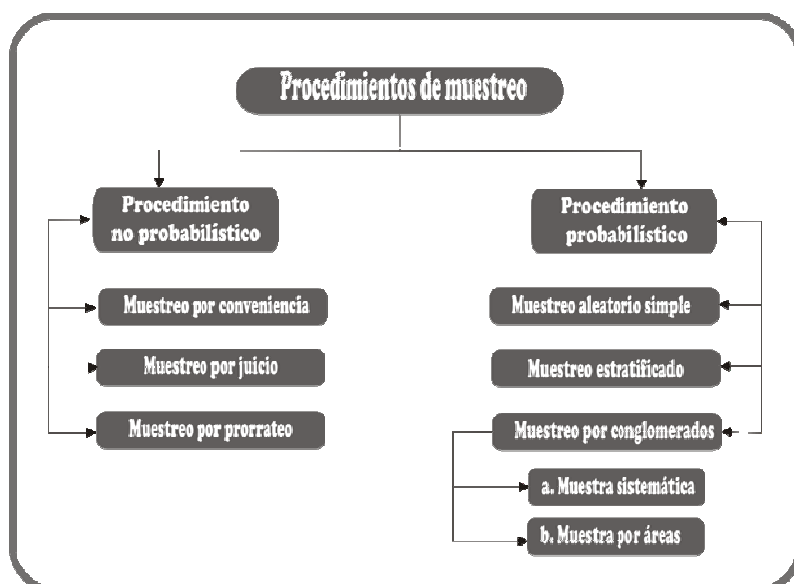 Procedimientos de muestreo
Procedimiento
no probabilístico
Muestreo por conveniencia
Muestreo por juicio
Muestreo por prorrateo
Procedimiento
probabilístico
Muestreo aleatorio simple
Muestreo estratificado
Muestreo por conglomerados
a. Muestra sistemática
b. Muestra por áreas